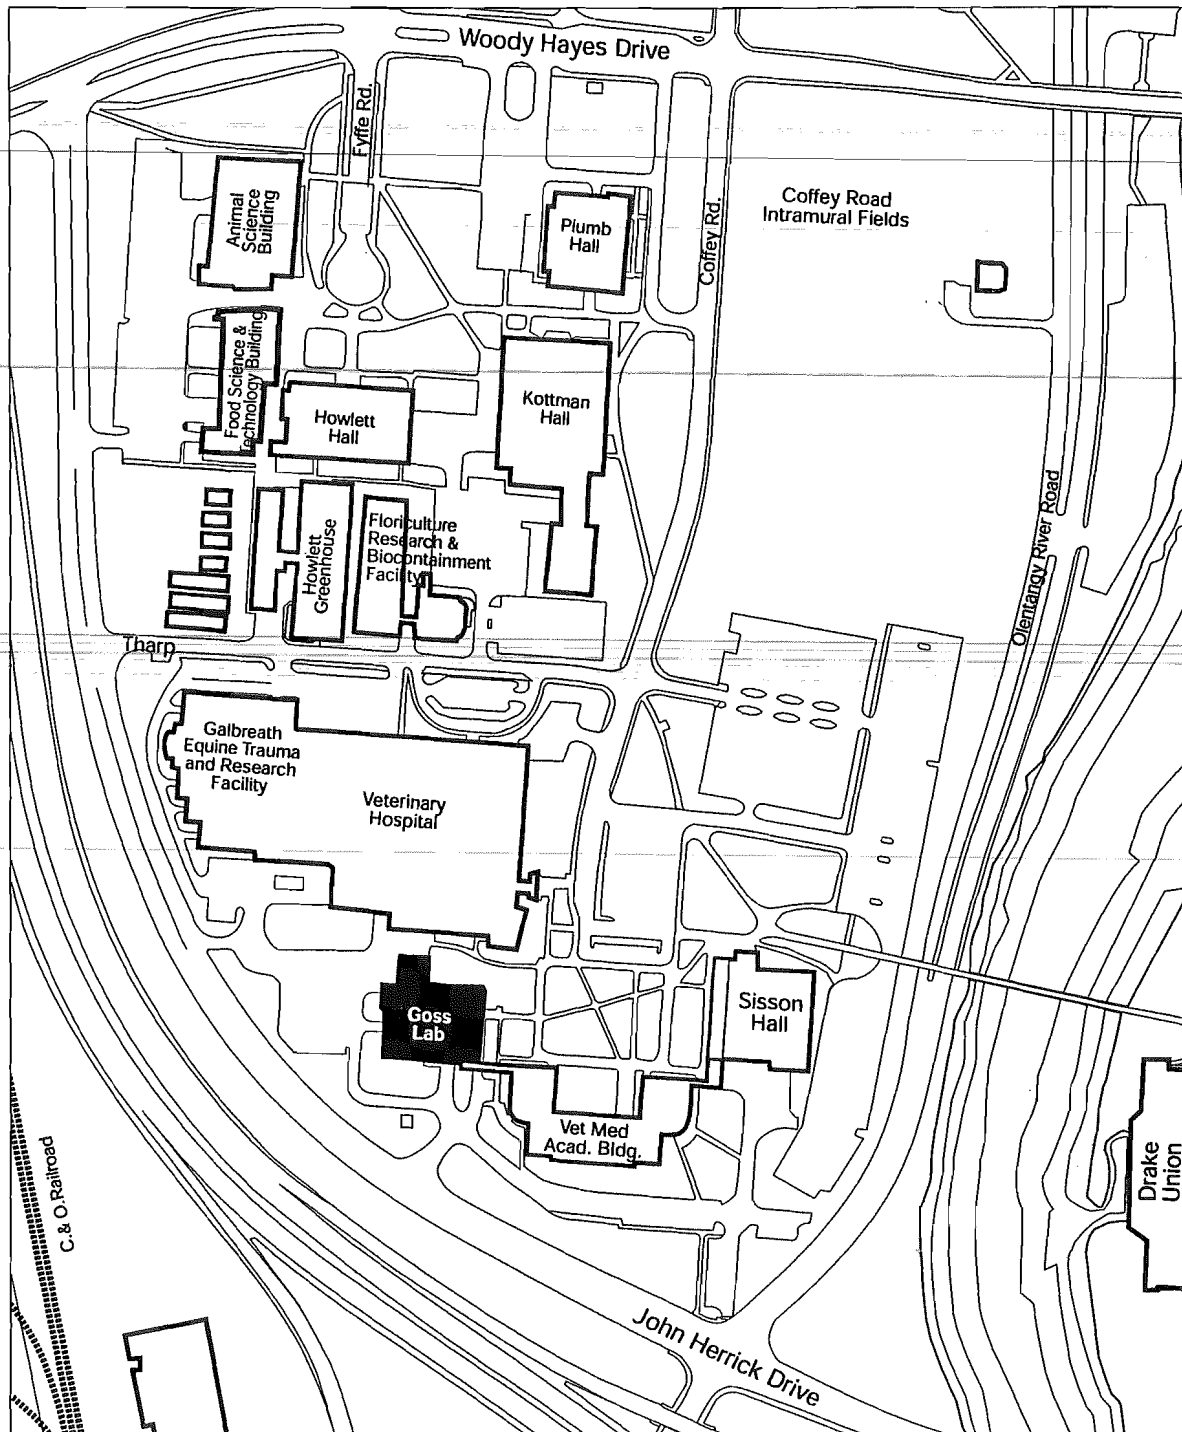 Woody Hayes Drive
Fyffe Rd.
Coffey Rd.
Coffey Road
Intramural Fields
Animal
Science
Building
Plumb
Hall
Food Science &
Technology Building
Howlett
Hall
Kottman
Hall
Howlett
Greenhouse
Floriculture
Research &
Biocontainment
Facility
Olentangy River Road
Tharp
Galbreath
Equine Trauma
and Research
Facility
Veterinary
Hospital
Goss
Lab
Sisson
Hall
Vet Med
Acad. Bldg.
Drake
Union
C.& O.Railroad
John Herrick Drive